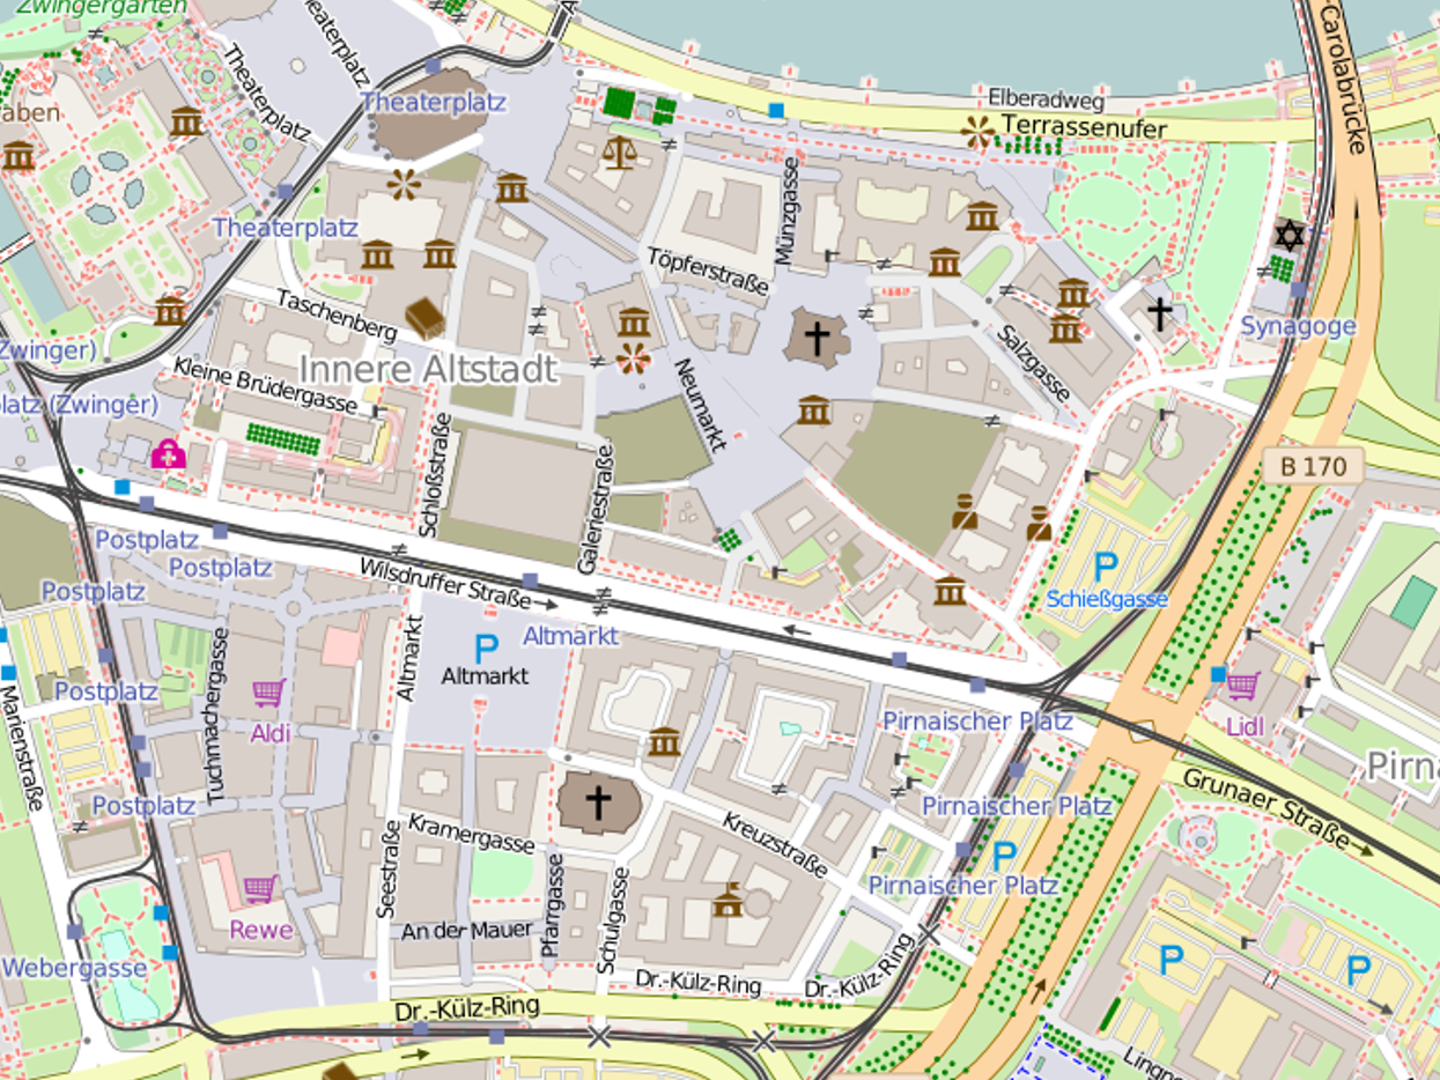 Zwingergarten
Theaterplatz
Theaterplatz
Theaterplatz
Carolabrücke
Elberadweg
Terrassenufer
aben
Münzgasse
Theaterplatz
Töpferstraße
Taschenberg
Synagoge
Zwinger)
Innere Altstadt
Salzgasse
Kleine Brüdergasse
Neumarkt
latz (Zwinger)
Schloßstraße
Galeriestraße
B 170
Postplatz
Postplatz
Wilsdruffer Straße
Schießgasse
Postplatz
Altmarkt
Altmarkt
Altmarkt
Tuchmachergasse
Postplatz
Marienstraße
Aldi
Pirnaischer Platz
Lidl
Pirna
Grunaer Straße
Postplatz
Pirnaischer Platz
Kramergasse
Kreuzstraße
Seestraße
Pfarrgasse
Schulgasse
Pirnaischer Platz
Rewe
An der Mauer
Webergasse
Dr.-Külz-Ring
Dr.-Külz-Ring
Dr.-Külz-Ring
P
P
P
P
P